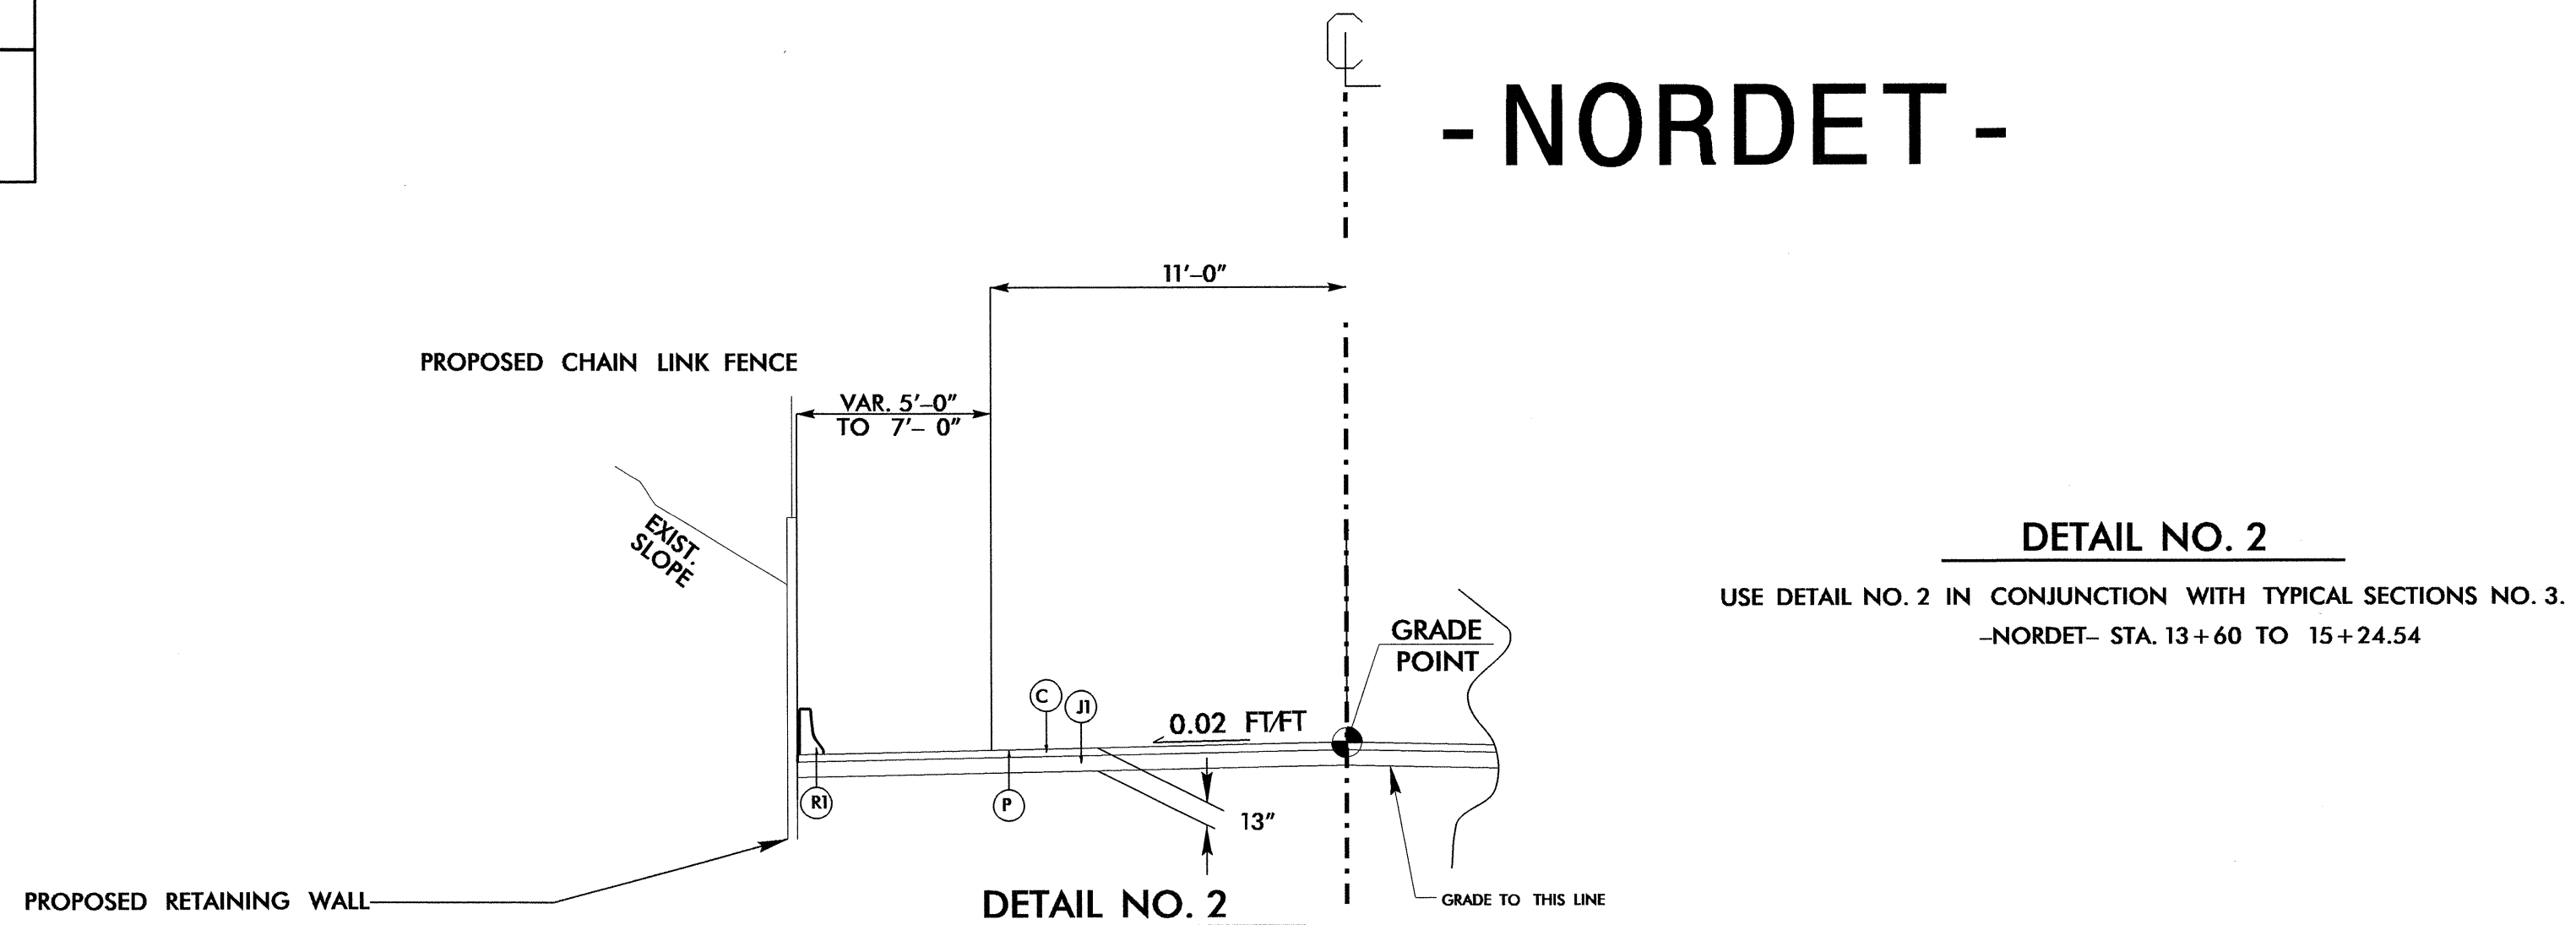 CL
-NORDET-
11'-0"
PROPOSED CHAIN LINK FENCE
VAR. 5'-0"
TO 7'- 0"
EXIST.
SLOPE
DETAIL NO. 2
USE DETAIL NO. 2 IN CONJUNCTION WITH TYPICAL SECTIONS NO. 3.
-NORDET- STA. 13+60 TO 15+24.54
GRADE
POINT
C
J1
0.02 FT/FT
R1
P
13"
PROPOSED RETAINING WALL
DETAIL NO. 2
GRADE TO THIS LINE